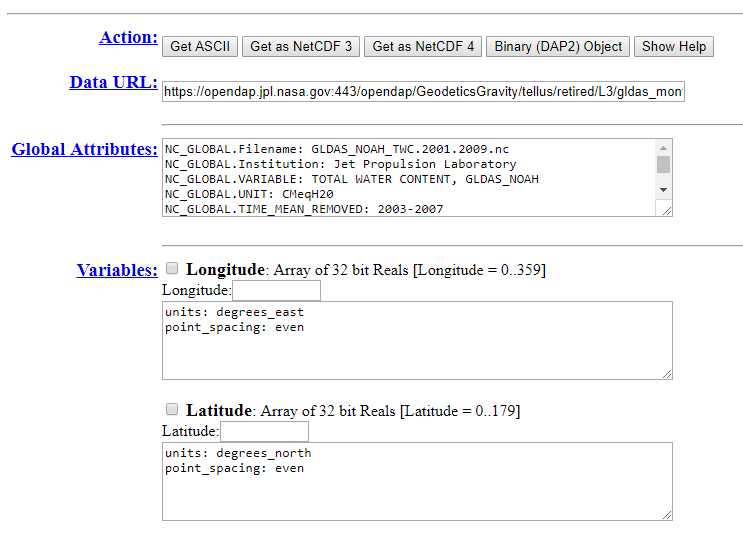 Action: Get ASCII Get as NetCDF 3 Get as NetCDF 4 Binary (DAP2) Object Show Help
Data URL: https://opendap.jpl.nasa.gov:443/opendap/GeodeticsGravity/tellus/retired/L3/gldas_mon
Global Attributes: NC_GLOBAL.Filename: GLDAS_NOAH_TWC.2001.2009.nc
NC_GLOBAL.Institution: Jet Propulsion Laboratory
NC_GLOBAL.VARIABLE: TOTAL WATER CONTENT, GLDAS_NOAH
NC_GLOBAL.UNIT: CMeqH20
NC_GLOBAL.TIME_MEAN_REMOVED: 2003-2007
Variables: Longitude: Array of 32 bit Reals [Longitude = 0..359]
Longitude:
units: degrees_east
point_spacing: even
Latitude: Array of 32 bit Reals [Latitude = 0..179]
Latitude:
units: degrees_north
point_spacing: even